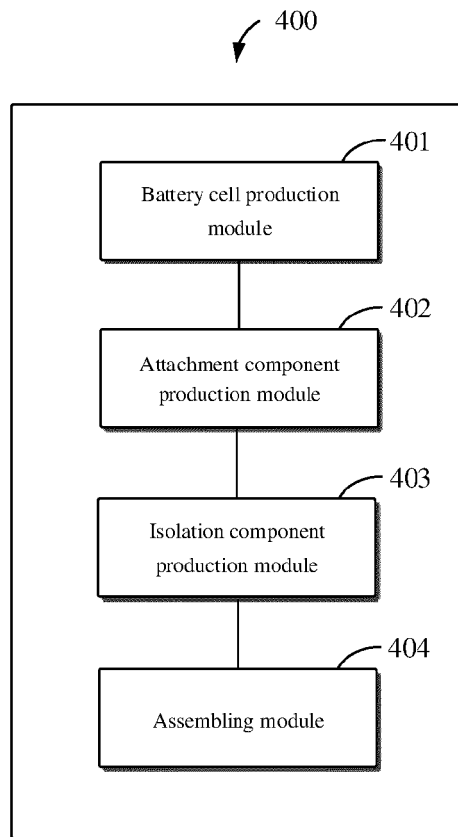 400
401
Battery cell production
module
402
Attachment component
production module
403
Isolation component
production module
404
Assembling module